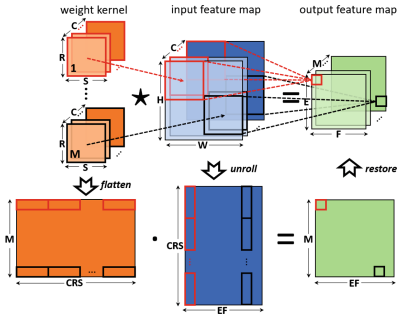 weight kernel
input feature map
output feature map
C
R
1
S
C
H
W
M
E
F
C
R
M
S
flatten
unroll
restore
M
CRS
CRS
EF
M
EF